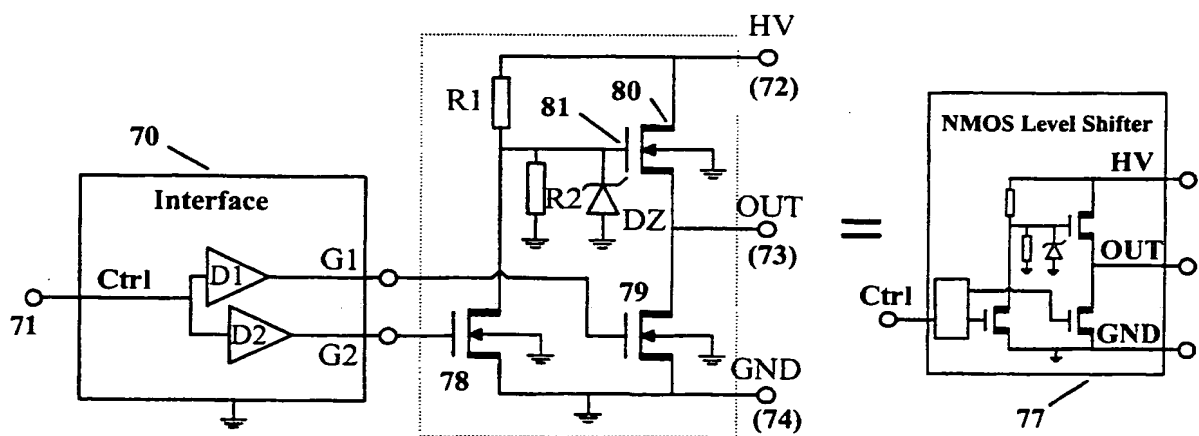 HV
(72)
80
81
R1
70
Interface
R2
DZ
OUT
(73)
Ctrl
D1
G1
71
D2
G2
79
78
GND
(74)
=
NMOS Level Shifter
HV
OUT
Ctrl
GND
77